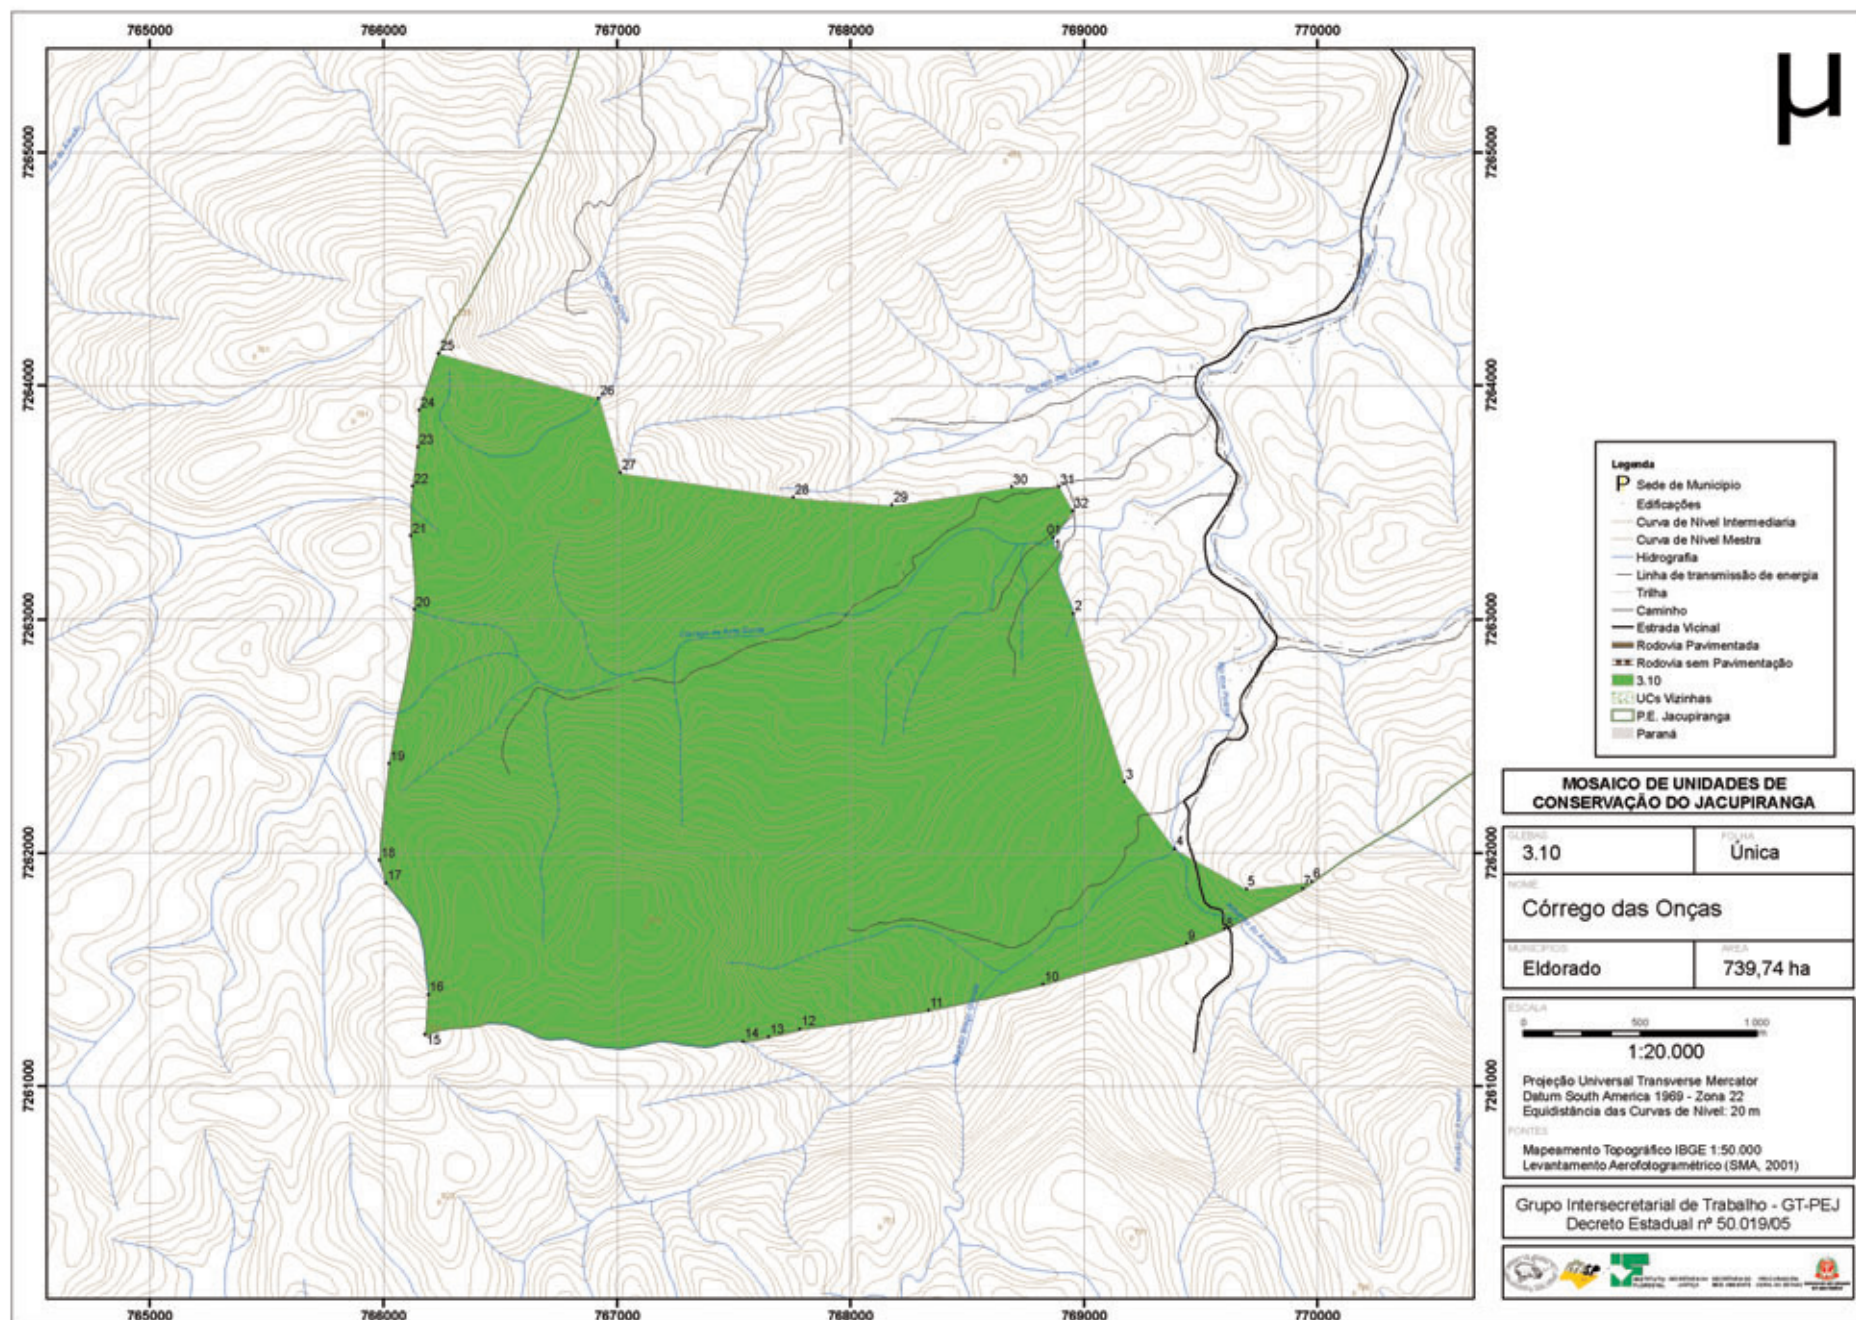 765000 766000 767000 768000 769000 770000
µ
7265000 7265000
25
26
7264000 7264000
24
23
27
22
28
29
30
31
32
21
01
1
20
2
7263000 7263000
19
3
18
4
7262000 7262000
17
5
7
6
8
9
16
10
11
15
14
13
12
7261000 7261000
765000 766000 767000 768000 769000 770000
Legenda
P Sede de Município
Edificações
Curva de Nível Intermediaria
Curva de Nível Mestra
Hidrografia
Linha de transmissão de energia
Trilha
Caminho
Estrada Vicinal
Rodovia Pavimentada
Rodovia sem Pavimentação
3.10
UCs Vizinhas
P.E. Jacupiranga
Paraná
MOSAICO DE UNIDADES DE
CONSERVAÇÃO DO JACUPIRANGA
GLEBAS FOLHA
3.10 Única
NOME
Córrego das Onças
MUNICÍPIOS ÁREA
Eldorado 739,74 ha
ESCALA
0 500 1.000
m
1:20.000
Projeção Universal Transverse Mercator
Datum South America 1969 - Zona 22
Equidistância das Curvas de Nível: 20 m
FONTES
Mapeamento Topográfico IBGE 1:50.000
Levantamento Aerofotogramétrico (SMA, 2001)
Grupo Intersecretarial de Trabalho - GT-PEJ
Decreto Estadual nº 50.019/05